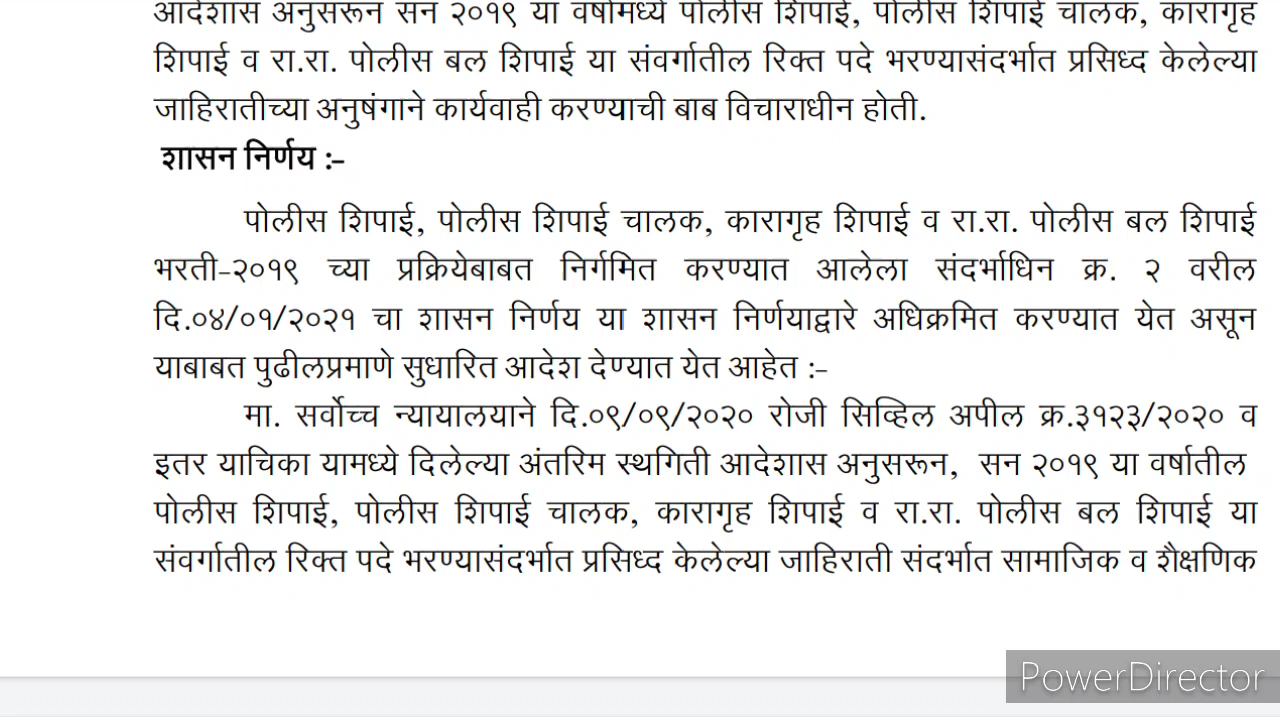 आदेशास अनुसरून सन २०१९ या वर्षामध्ये पोलीस शिपाई, पोलीस शिपाई चालक, कारागृह
शिपाई व रा.रा. पोलीस बल शिपाई या संवर्गातील रिक्त पदे भरण्यासंदर्भात प्रसिध्द केलेल्या
जाहिरातीच्या अनुषंगाने कार्यवाही करण्याची बाब विचाराधीन होती.
शासन निर्णय :-
पोलीस शिपाई, पोलीस शिपाई चालक, कारागृह शिपाई व रा.रा. पोलीस बल शिपाई
भरती-२०१९ च्या प्रक्रियेबाबत निर्गमित करण्यात आलेला संदर्भाधिन क्र. २ वरील
दि.०४/०१/२०२१ चा शासन निर्णय या शासन निर्णयाद्वारे अधिक्रमित करण्यात येत असून
याबाबत पुढीलप्रमाणे सुधारित आदेश देण्यात येत आहेत :-
मा. सर्वोच्च न्यायालयाने दि.०९/०९/२०२० रोजी सिव्हिल अपील क्र.३१२३/२०२० व
इतर याचिका यामध्ये दिलेल्या अंतरिम स्थगिती आदेशास अनुसरून, सन २०१९ या वर्षातील
पोलीस शिपाई, पोलीस शिपाई चालक, कारागृह शिपाई व रा.रा. पोलीस बल शिपाई या
संवर्गातील रिक्त पदे भरण्यासंदर्भात प्रसिध्द केलेल्या जाहिराती संदर्भात सामाजिक व शैक्षणिक
PowerDirector